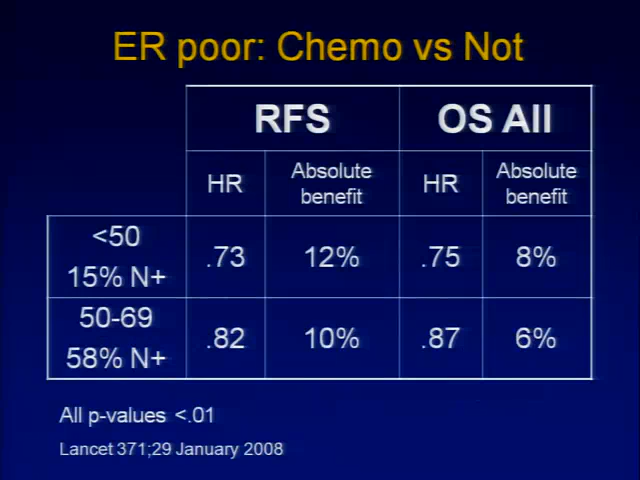 ER poor: Chemo vs Not
RFS OS All
HR Absolute benefit HR Absolute benefit
<50
15% N+ .73 12% .75 8%
50-69
58% N+ .82 10% .87 6%
All p-values <.01
Lancet 371;29 January 2008